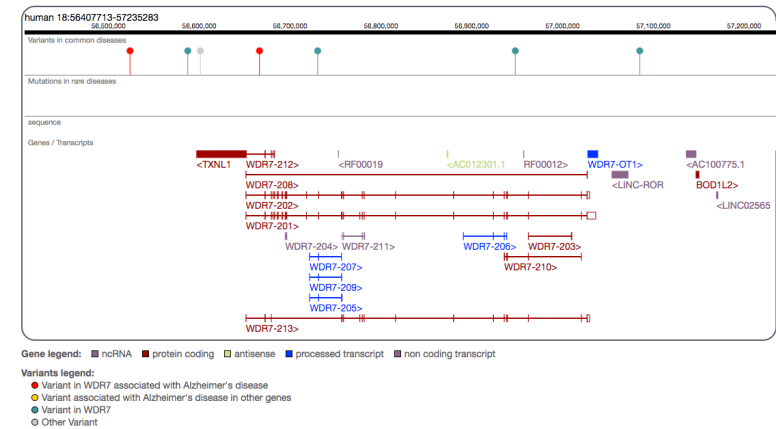 human 18:56407713-57235283
56,500,000 56,600,000 56,700,000 56,800,000 56,900,000 57,000,000 57,100,000 57,200,000
Variants in common diseases
Mutations in rare diseases
sequence
Genes / Transcripts
<TXNL1 WDR7-212> <RF00019 <AC012301.1 RF00012> WDR7-OT1> <AC100775.1
WDR7-208> <LINC-ROR BOD1L2>
WDR7-202> <LINC02565
WDR7-201>
WDR7-204> WDR7-211> WDR7-206> WDR7-203>
WDR7-207> WDR7-210>
WDR7-209>
WDR7-205>
WDR7-213>
Gene legend: ncRNA protein coding antisense processed transcript non coding transcript
Variants legend:
Variant in WDR7 associated with Alzheimer's disease
Variant associated with Alzheimer's disease in other genes
Variant in WDR7
Other Variant